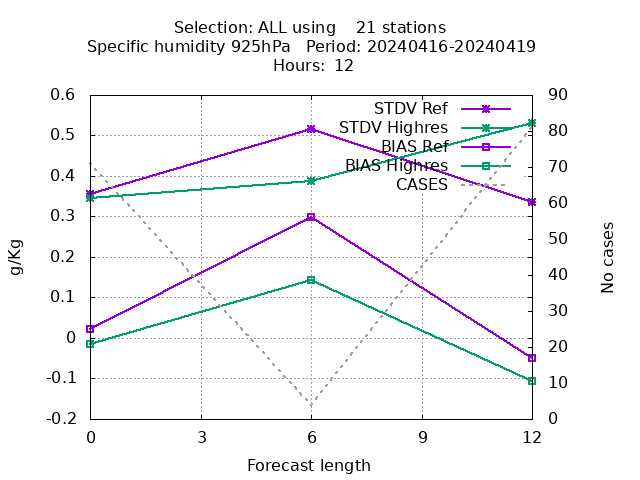 Selection: ALL using 21 stations
Specific humidity 925hPa Period: 20240416-20240419
Hours: 12
STDV Ref
STDV Highres
BIAS Ref
BIAS Highres
CASES
0.6
0.5
0.4
0.3
0.2
0.1
0
-0.1
-0.2
g/Kg
90
80
70
60
50
40
30
20
10
0
No cases
0 3 6 9 12
Forecast length